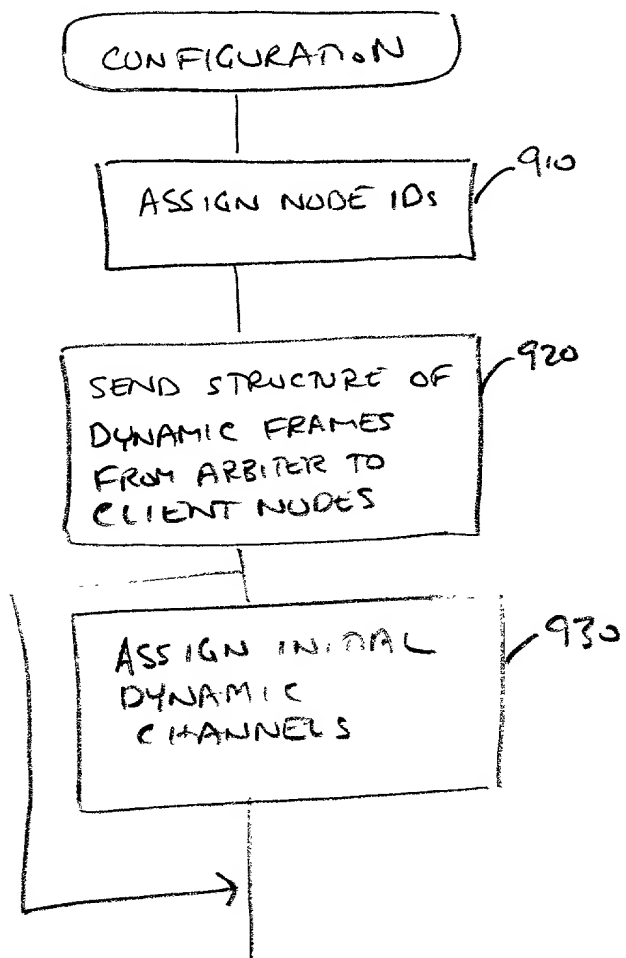 CONFIGURATION
ASSIGN NODE IDs
910
SEND STRUCTURE OF
DYNAMIC FRAMES
FROM ARBITER TO
CLIENT NODES
920
ASSIGN INITIAL
DYNAMIC
CHANNELS
930